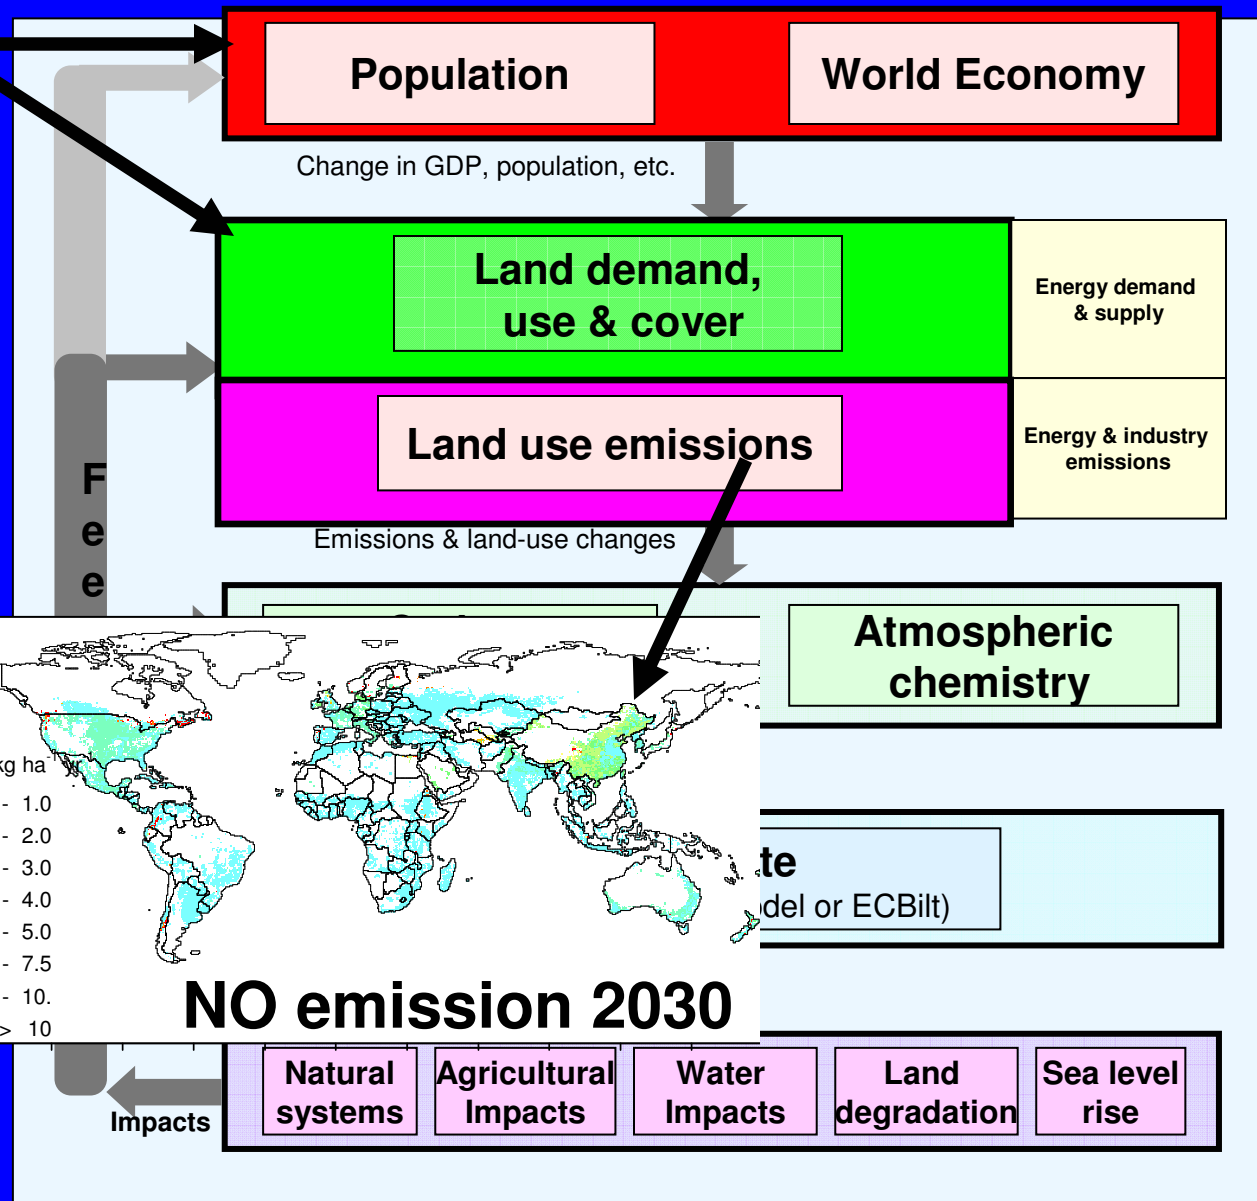 Population
World Economy
Change in GDP, population, etc.
Land demand,
use & cover
Energy demand
& supply
Land use emissions
Energy & industry
emissions
Emissions & land-use changes
F
e
e
Atmospheric
chemistry
kg ha yr
- 1.0
- 2.0
- 3.0
- 4.0
- 5.0
- 7.5
- 10.
> 10
te
del or ECBilt)
NO emission 2030
Natural
systems
Agricultural
Impacts
Water
Impacts
Land
degradation
Sea level
rise
Impacts